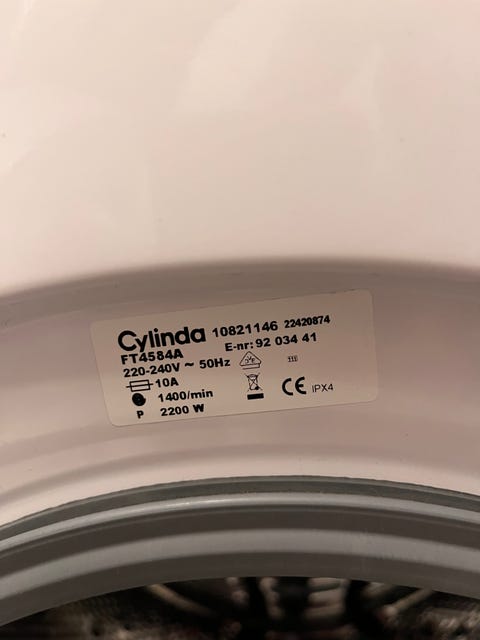 Cylinda 10821146 22420874
FT4584A E-nr: 92 034 41
220-240V ~ 50Hz
10A
1400/min
P 2200 W
CE IPX4